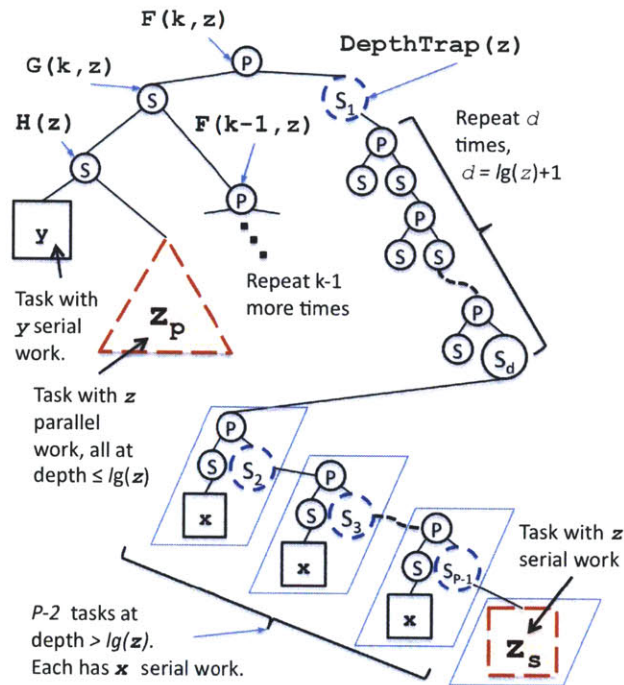 F(k,z)
P
DepthTrap(z)
G(k,z)
S
S1
H(z)
F(k-1,z)
P
Repeat d
times,
d = lg(z)+1
S
P
S
S
P
y
S
S
Zp
Repeat k-1
more times
P
Task with
y serial
work.
S
Sd
Task with z
parallel
work, all at
depth ≤ lg(z)
P
S
S2
P
x
S
S3
P
Task with z
serial work
x
S
SP-1
x
Zs
P-2 tasks at
depth > lg(z).
Each has x serial work.